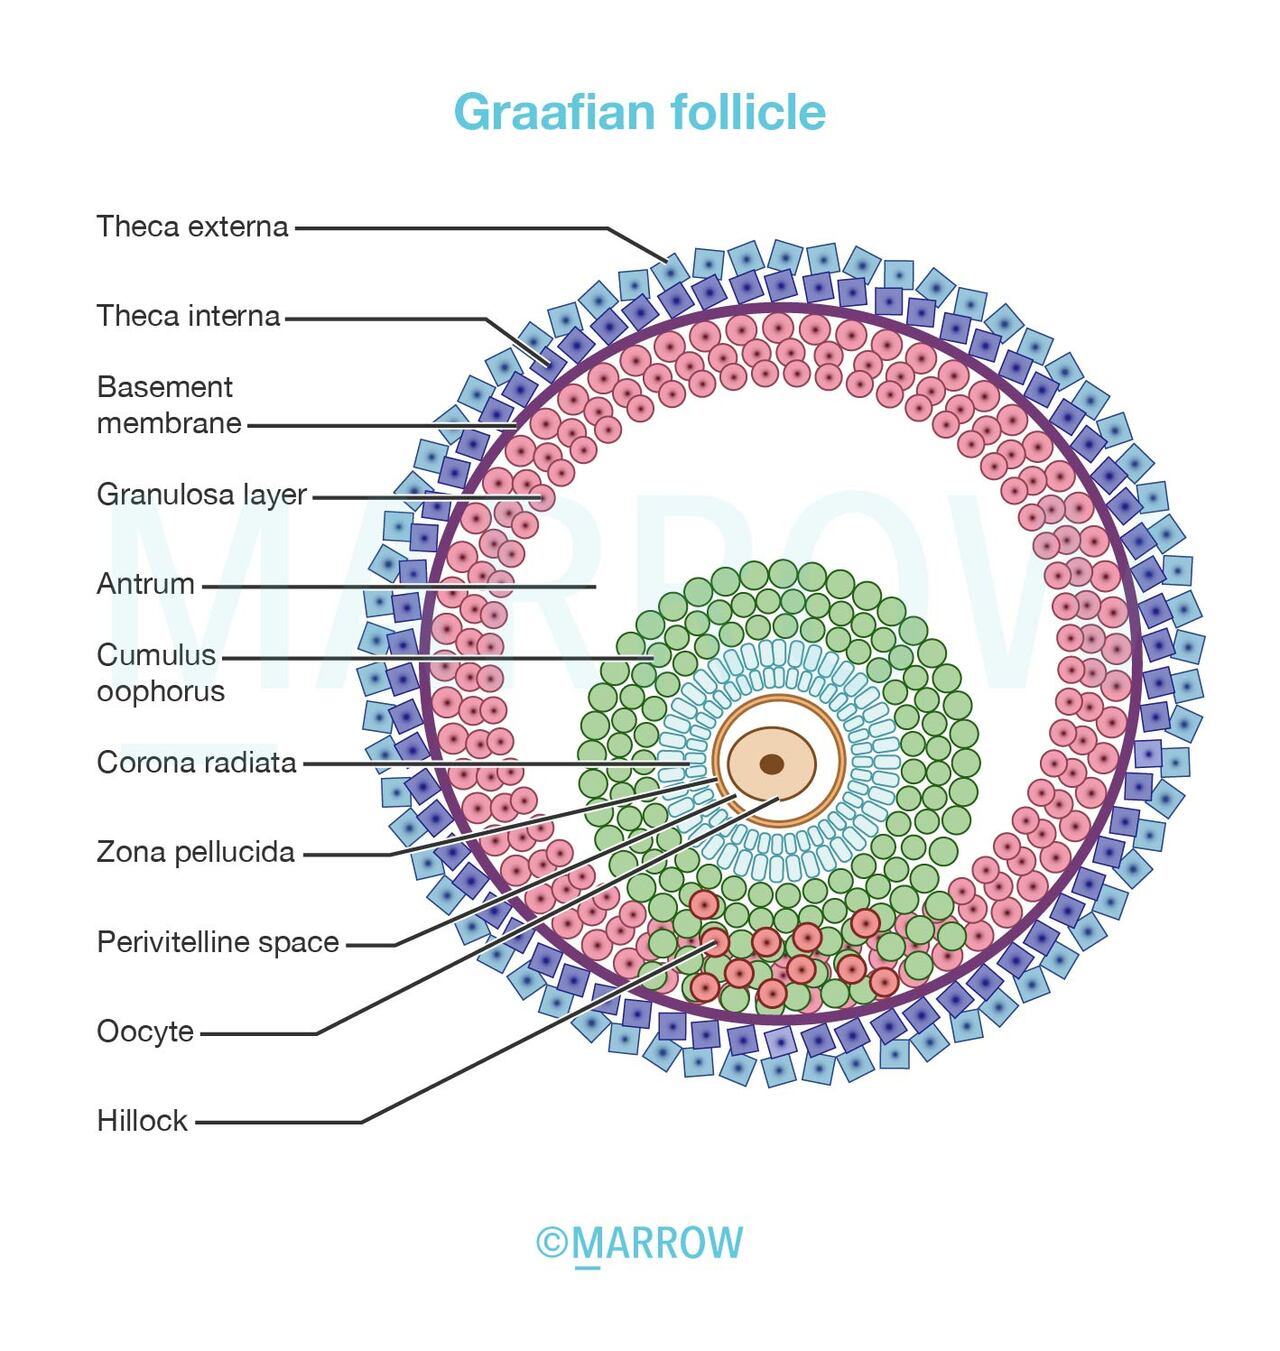 Graafian follicle
Theca externa
Theca interna
Basement
membrane
Granulosa layer
Antrum
Cumulus
oophorus
Corona radiata
Zona pellucida
Perivitelline space
Oocyte
Hillock
MARROW
©MARROW